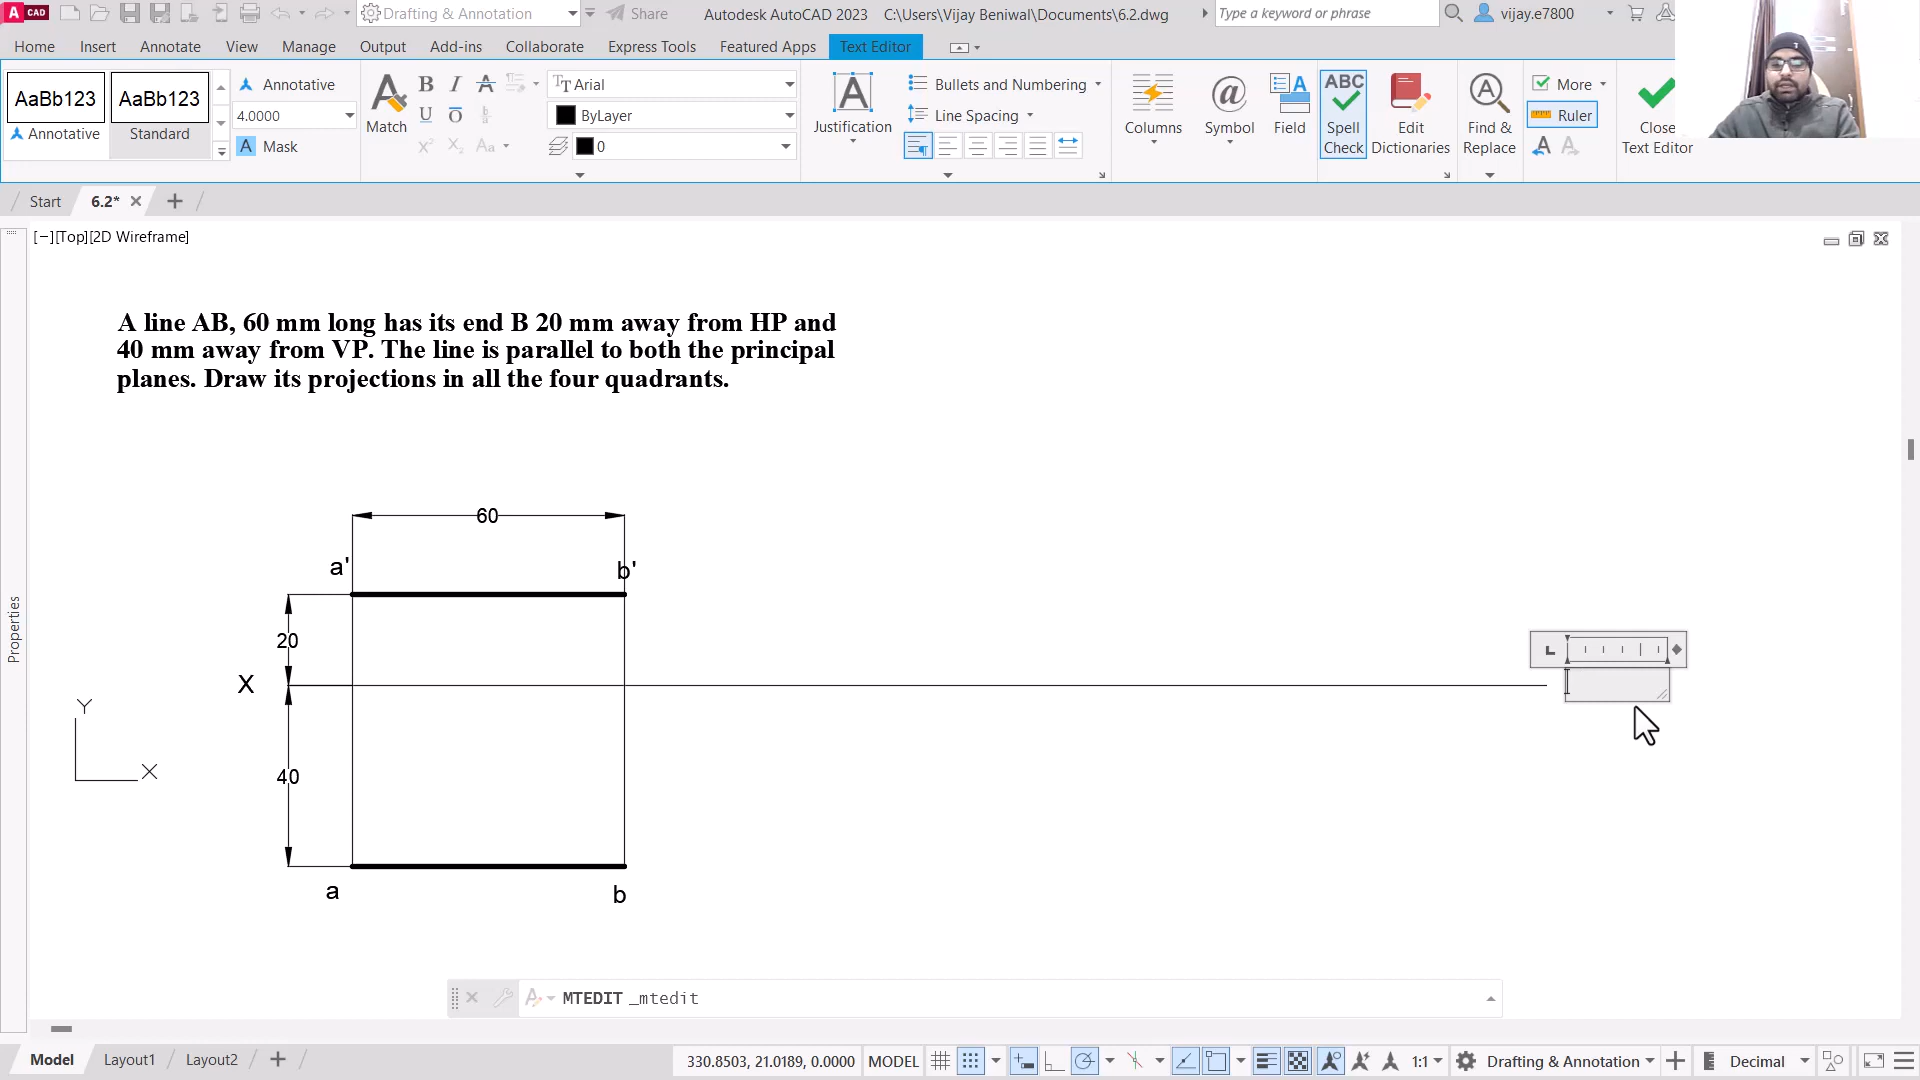 A CAD Drafting & Annotation Share Autodesk AutoCAD 2023 C:\Users\Vijay Beniwal\Documents\6.2.dwg Type a keyword or phrase vijay.e7800
Home Insert Annotate View Manage Output Add-ins Collaborate Express Tools Featured Apps Text Editor
AaBb123 AaBb123 Annotative
Annotative Standard 4.0000
A Mask
Match B I A Arial
U O ByLayer
X² X₂ Aa 0
Justification Bullets and Numbering
Line Spacing
Columns Symbol Field
ABC Spell Check Edit Dictionaries
Find & Replace More
Ruler
Close Text Editor
Start 6.2*
[−][Top][2D Wireframe]
Properties
A line AB, 60 mm long has its end B 20 mm away from HP and
40 mm away from VP. The line is parallel to both the principal
planes. Draw its projections in all the four quadrants.
60
a' b'
20
X
Y
X
40
a b
MTEDIT _mtedit
Model Layout1 Layout2 330.8503, 21.0189, 0.0000 MODEL 1:1 Drafting & Annotation Decimal